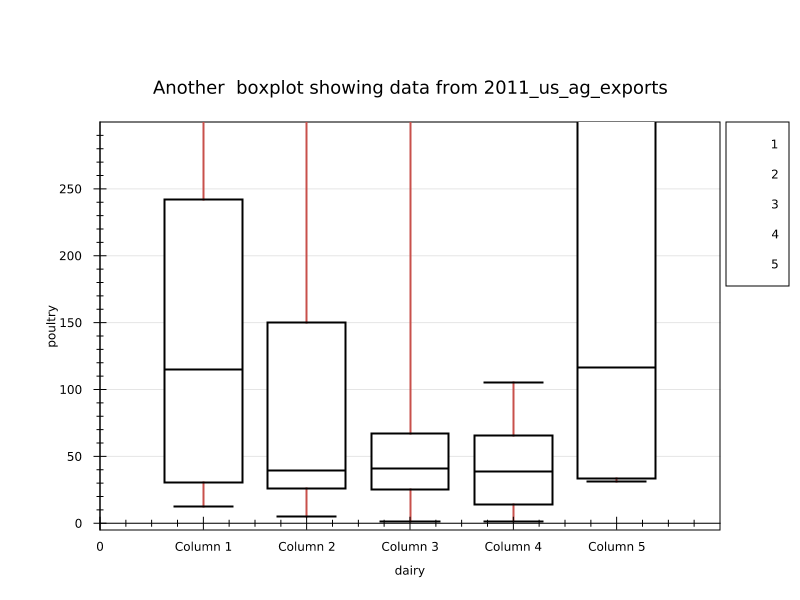 Another  boxplot showing data from 2011_us_ag_exports
1
2
3
4
5
250
200
150
100
50
0
poultry
0 Column 1 Column 2 Column 3 Column 4 Column 5
dairy